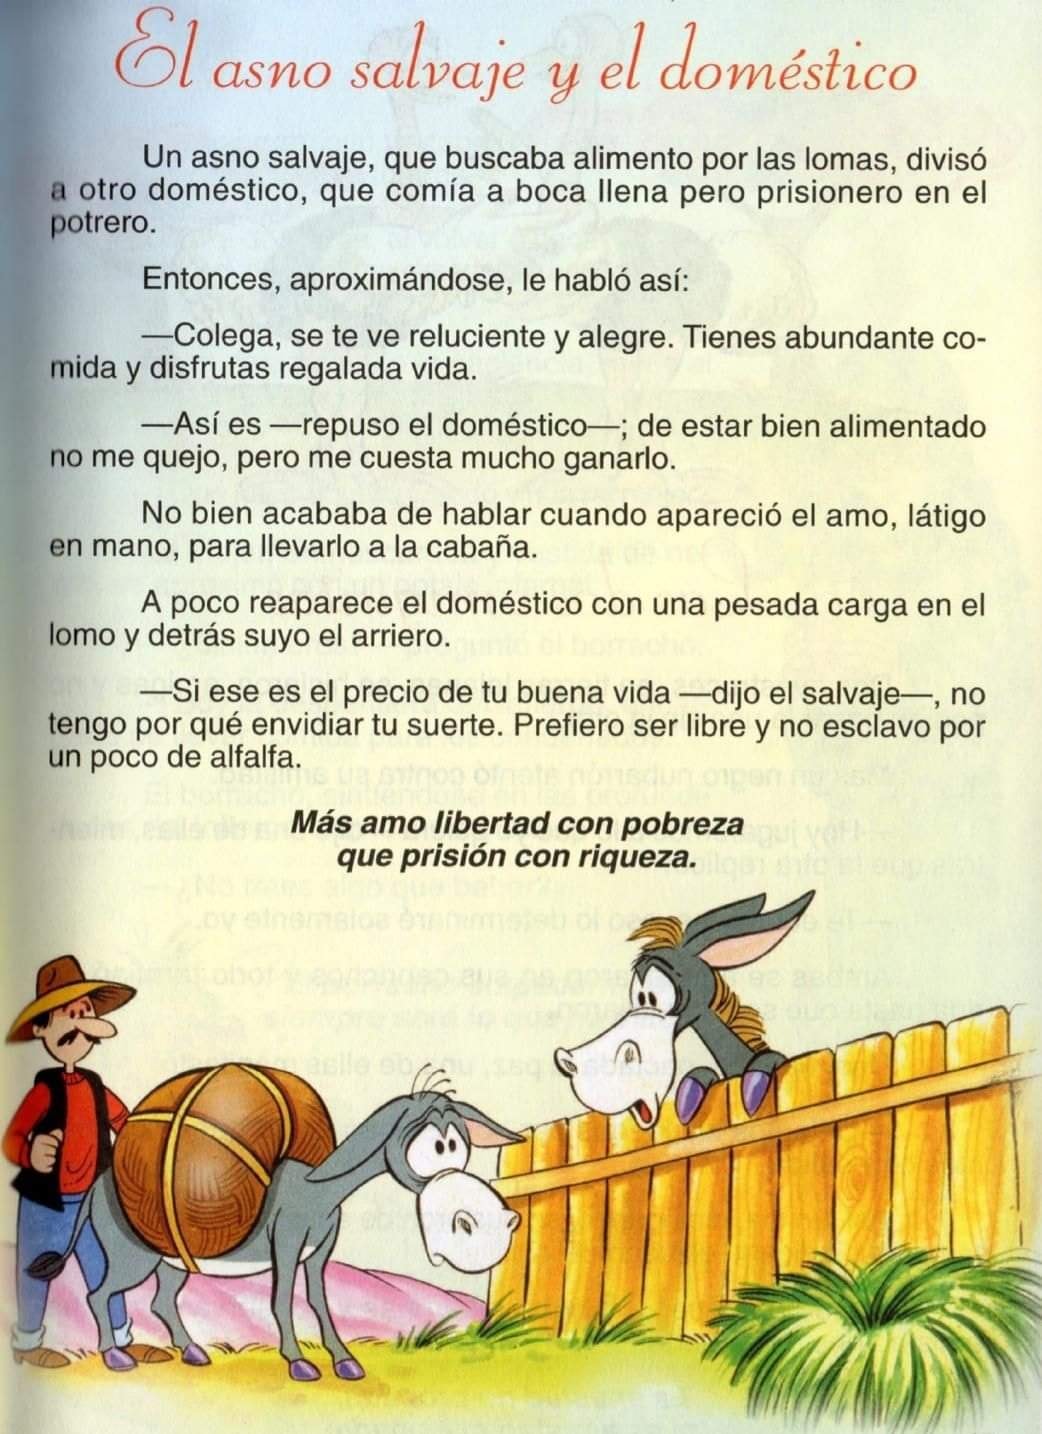 El asno salvaje y el doméstico
Un asno salvaje, que buscaba alimento por las lomas, divisó
a otro doméstico, que comía a boca llena pero prisionero en el
potrero.
Entonces, aproximándose, le habló así:
—Colega, se te ve reluciente y alegre. Tienes abundante co-
mida y disfrutas regalada vida.
—Así es —repuso el doméstico—; de estar bien alimentado
no me quejo, pero me cuesta mucho ganarlo.
No bien acababa de hablar cuando apareció el amo, látigo
en mano, para llevarlo a la cabaña.
A poco reaparece el doméstico con una pesada carga en el
lomo y detrás suyo el arriero.
—Si ese es el precio de tu buena vida —dijo el salvaje—, no
tengo por qué envidiar tu suerte. Prefiero ser libre y no esclavo por
un poco de alfalfa.
Más amo libertad con pobreza
que prisión con riqueza.